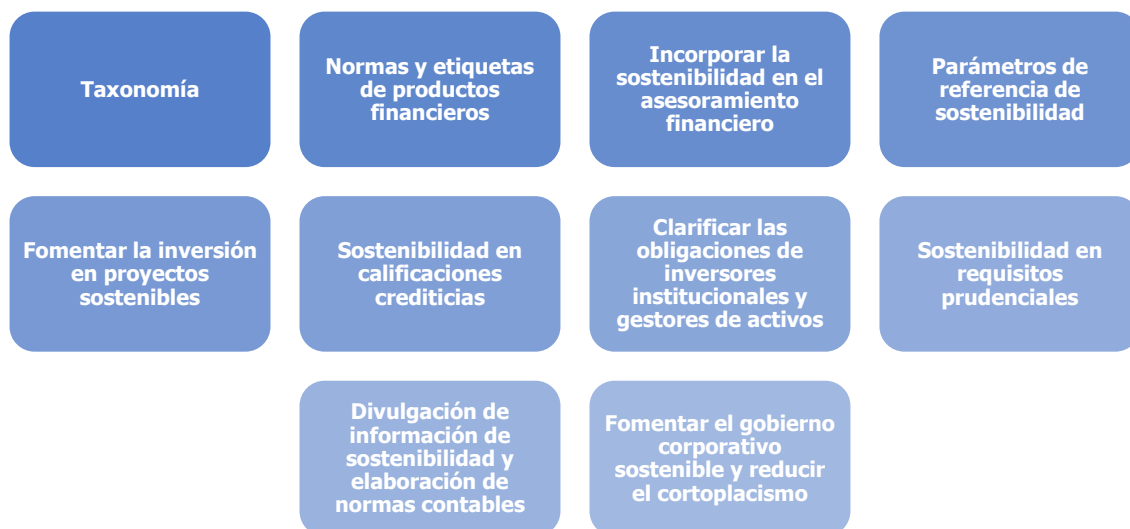 Taxonomía
Normas y etiquetas
de productos
financieros
Incorporar la
sostenibilidad en el
asesoramiento
financiero
Parámetros de
referencia de
sostenibilidad
Fomentar la inversión
en proyectos
sostenibles
Sostenibilidad en
calificaciones
crediticias
Clarificar las
obligaciones de
inversores
institucionales y
gestores de activos
Sostenibilidad en
requisitos
prudenciales
Divulgación de
información de
sostenibilidad y
elaboración de
normas contables
Fomentar el gobierno
corporativo
sostenible y reducir
el cortoplacismo